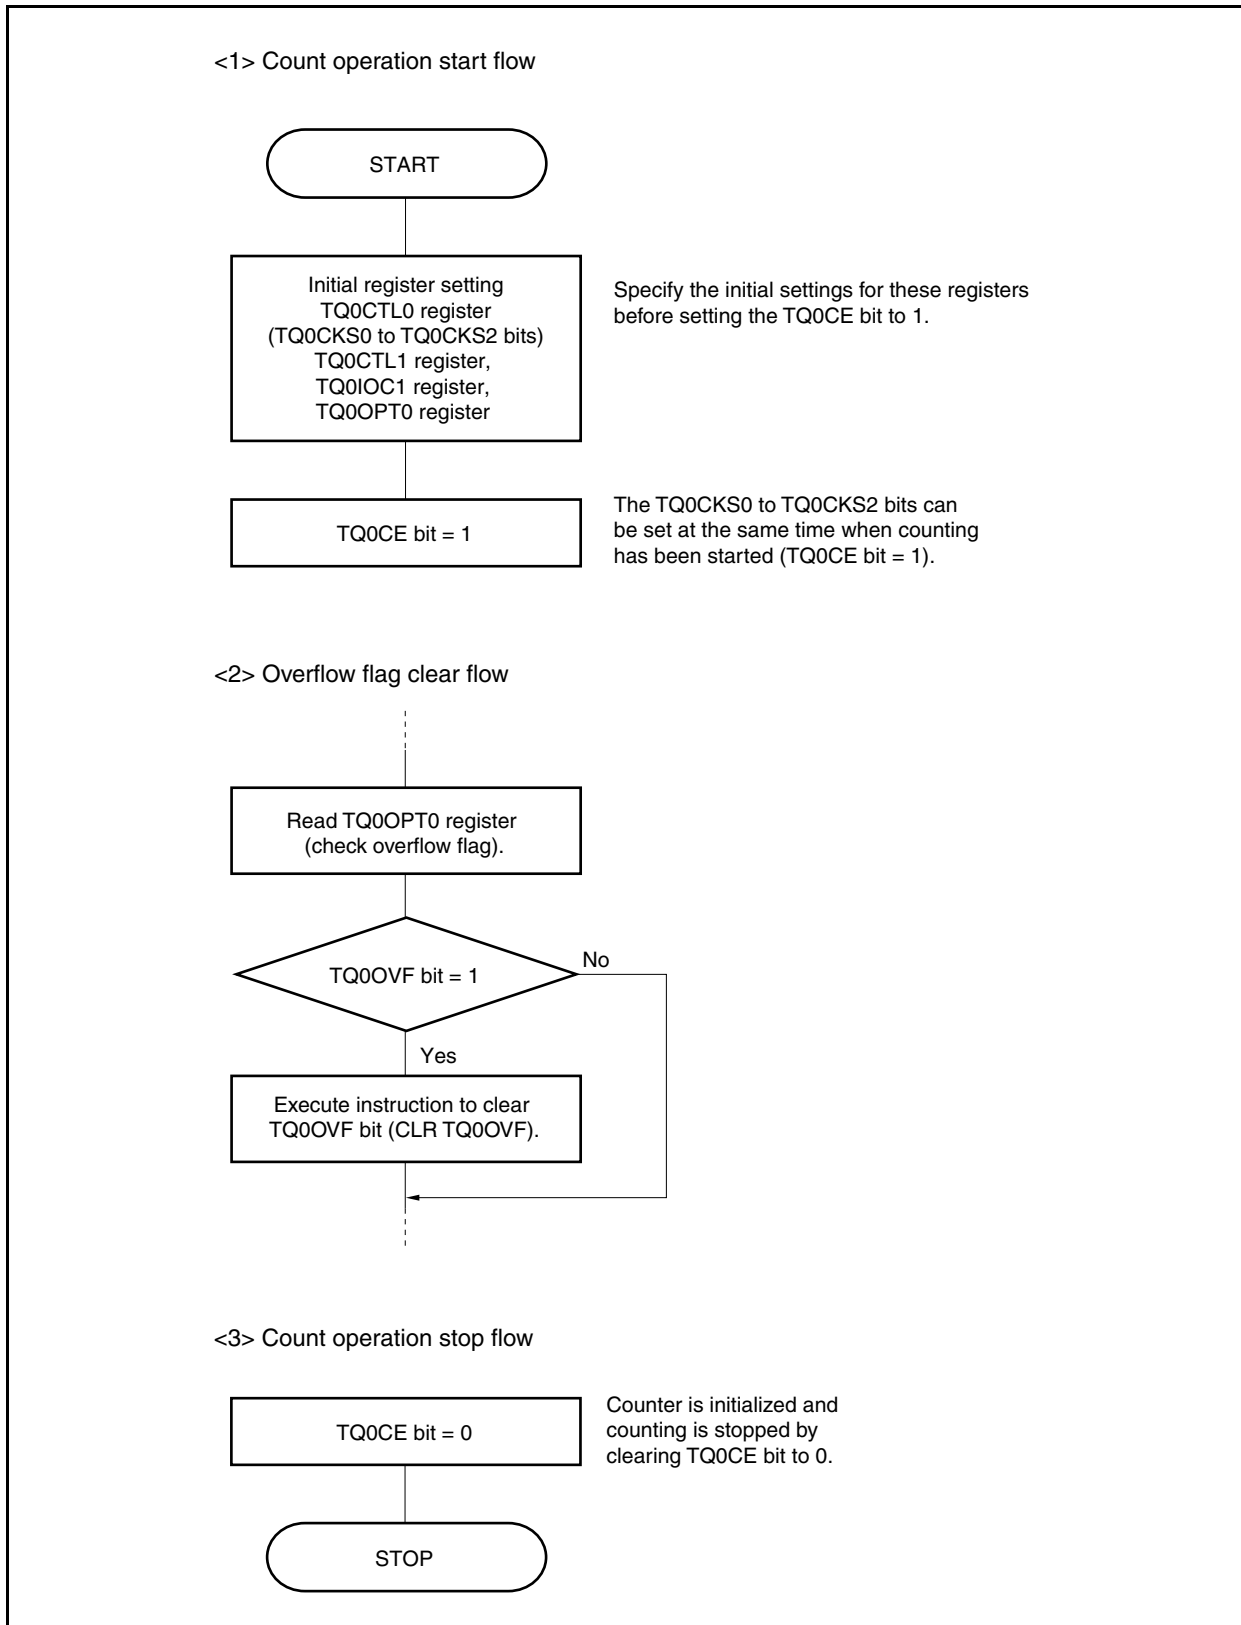 <1> Count operation start flow
START
Initial register setting
TQ0CTL0 register
(TQ0CKS0 to TQ0CKS2 bits)
TQ0CTL1 register,
TQ0IOC1 register,
TQ0OPT0 register
Specify the initial settings for these registers
before setting the TQ0CE bit to 1.
TQ0CE bit = 1
The TQ0CKS0 to TQ0CKS2 bits can
be set at the same time when counting
has been started (TQ0CE bit = 1).
<2> Overflow flag clear flow
Read TQ0OPT0 register
(check overflow flag).
TQ0OVF bit = 1
No
Yes
Execute instruction to clear
TQ0OVF bit (CLR TQ0OVF).
<3> Count operation stop flow
TQ0CE bit = 0
Counter is initialized and
counting is stopped by
clearing TQ0CE bit to 0.
STOP